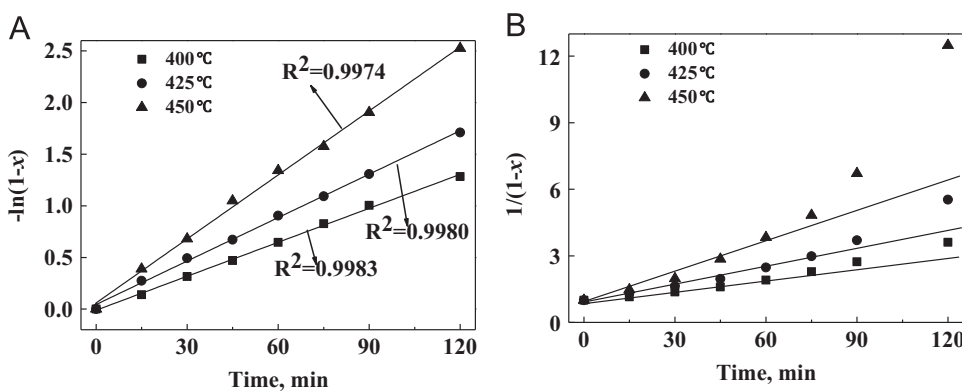 A
-ln(1-x)
2.5
2.0
1.5
1.0
0.5
0.0
■ 400℃
● 425℃
▲ 450℃
R²=0.9974
R²=0.9980
R²=0.9983
0 30 60 90 120
Time, min
B
1/(1-x)
12
9
6
3
0
■ 400℃
● 425℃
▲ 450℃
0 30 60 90 120
Time, min